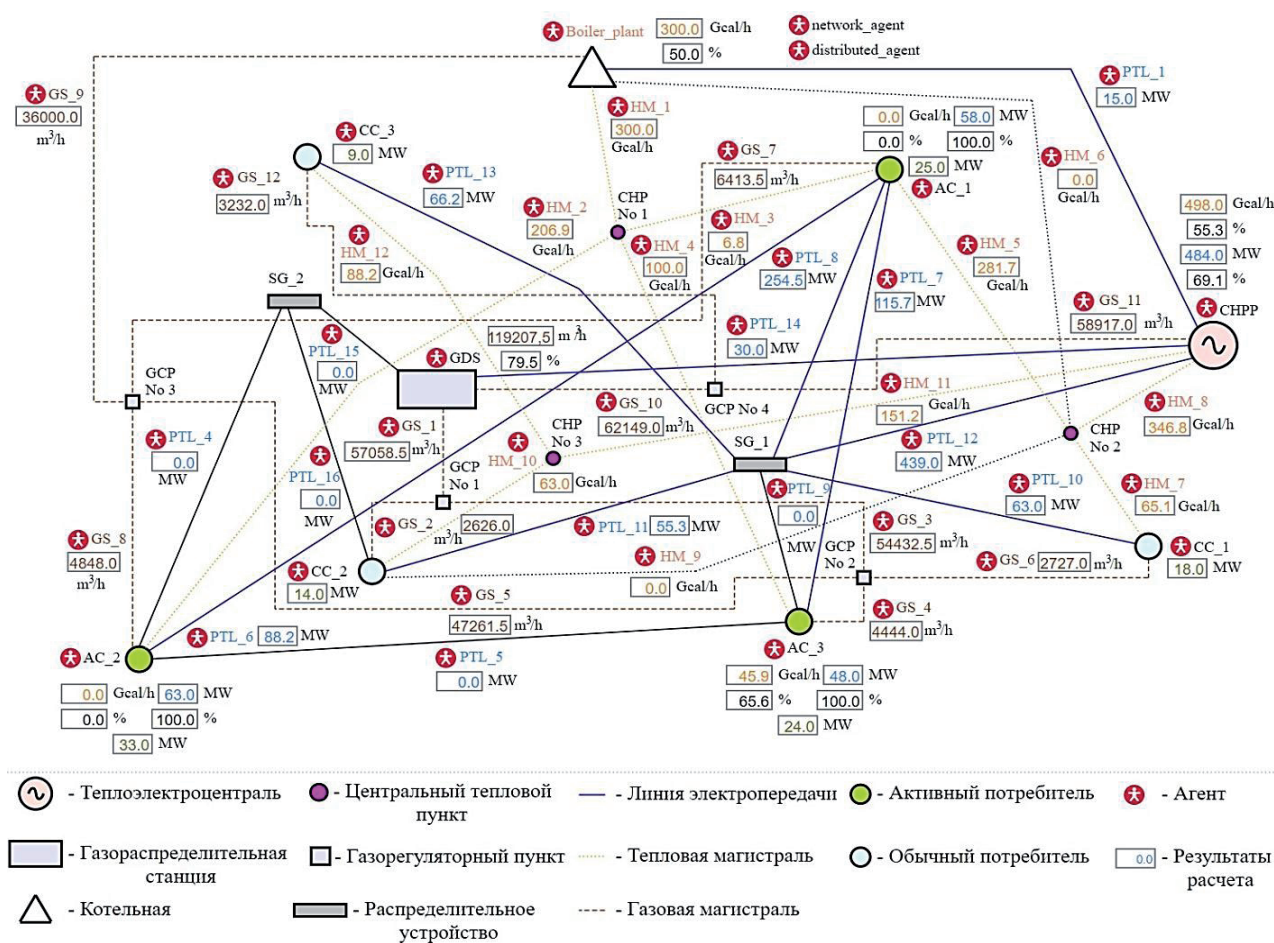 Boiler_plant 300.0 Gcal/h
50.0 %
network_agent
distributed_agent
PTL_1
15.0 MW
GS_9
36000.0
m³/h
HM_1
300.0
Gcal/h
0.0 Gcal/h 58.0 MW
0.0 % 100.0 %
25.0 MW
AC_1
CC_3
9.0 MW
GS_12
3232.0 m³/h
PTL_13
66.2 MW
GS_7
6413.5 m³/h
HM_6
0.0
Gcal/h
CHP
No 1
HM_2
206.9
Gcal/h
HM_3
6.8
Gcal/h
HM_4
100.0
Gcal/h
HM_5
281.7
Gcal/h
498.0 Gcal/h
55.3 %
484.0 MW
69.1 %
CHPP
HM_12
88.2 Gcal/h
PTL_8
254.5 MW
PTL_7
115.7 MW
GS_11
58917.0 m³/h
SG_2
PTL_15
0.0
MW
119207.5 m³/h
79.5 %
GDS
PTL_14
30.0 MW
GCP
No 3
GCP No 4
HM_11
151.2
Gcal/h
HM_8
346.8
Gcal/h
GS_1
57058.5
m³/h
GS_10
62149.0 m³/h
CHP
No 3
HM_10
63.0 Gcal/h
CHP
No 2
PTL_4
0.0
MW
SG_1
PTL_12
439.0 MW
PTL_16
0.0
MW
GCP
No 1
PTL_9
0.0
MW
PTL_10
63.0 MW
HM_7
65.1
Gcal/h
GS_2 2626.0
m³/h
PTL_11 55.3 MW
GS_3
54432.5
m³/h
GS_8
4848.0
m³/h
HM_9
0.0 Gcal/h
GCP
No 2
GS_6 2727.0 m³/h
CC_1
18.0 MW
CC_2
14.0 MW
GS_5
47261.5
m³/h
GS_4
4444.0
m³/h
PTL_6 88.2 MW
AC_2
PTL_5
0.0 MW
AC_3
0.0 Gcal/h 63.0 MW
0.0 % 100.0 %
33.0 MW
45.9 Gcal/h 48.0 MW
65.6 % 100.0 %
24.0 MW
- Теплоэлектроцентраль
- Центральный тепловой
пункт
- Линия электропередачи
- Активный потребитель
- Агент
- Газораспределительная
станция
- Газорегуляторный пункт
- Тепловая магистраль
- Обычный потребитель
0.0 - Результаты
расчета
- Котельная
- Распределительное
устройство
- Газовая магистраль